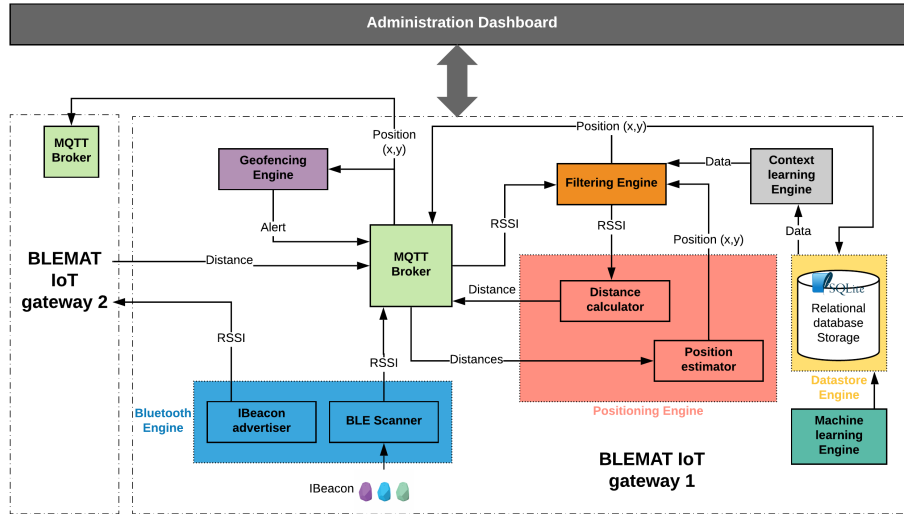 Administration Dashboard
MQTT
Broker
Position
(x,y)
Geofencing
Engine
Alert
BLEMAT
IoT
gateway 2
Distance
RSSI
MQTT
Broker
RSSI
Position (x,y)
Filtering Engine
Data
Context
learning
Engine
RSSI
Position (x,y)
Data
Distance
Distance
calculator
SQLite
Relational
database
Storage
RSSI
Distances
Position
estimator
Datastore
Engine
Positioning Engine
Bluetooth
Engine
IBeacon
advertiser
BLE Scanner
Machine
learning
Engine
IBeacon
BLEMAT IoT
gateway 1